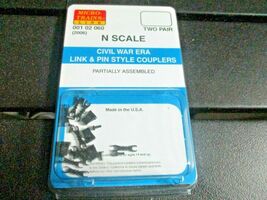 MICRO-
TRAINS
LINE
001 02 060
(2006)
TWO PAIR
N SCALE
CIVIL WAR ERA
LINK & PIN STYLE COUPLERS
PARTIALLY ASSEMBLED
Made in the U.S.A.